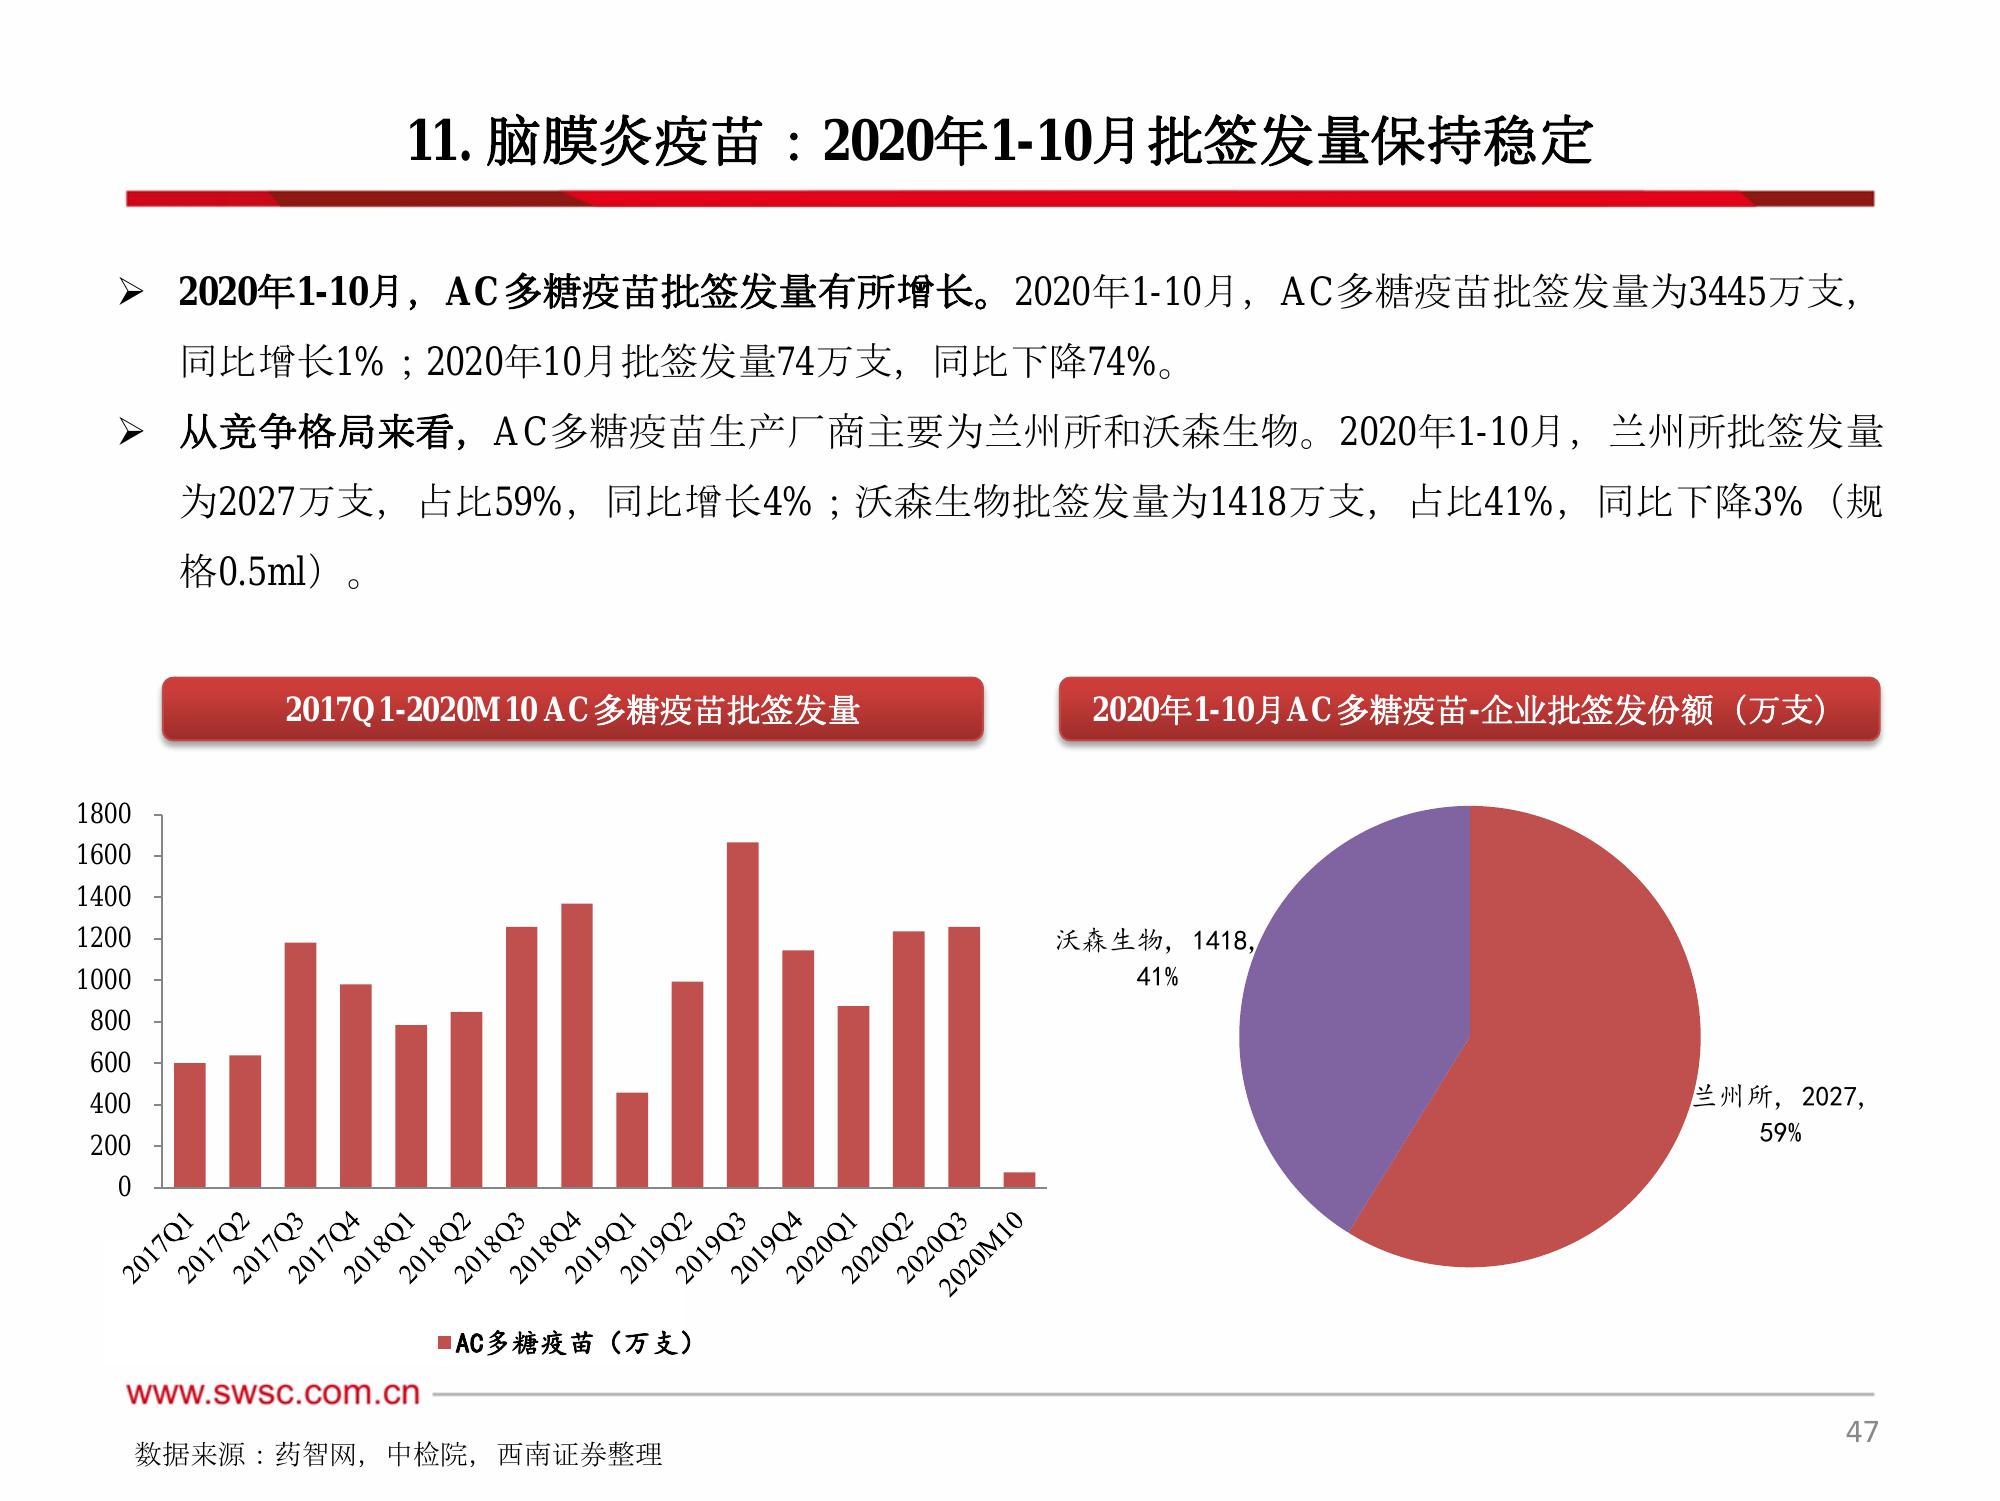 11. 脑膜炎疫苗：2020年1-10月批签发量保持稳定
➢ 2020年1-10月，AC多糖疫苗批签发量有所增长。2020年1-10月，AC多糖疫苗批签发量为3445万支，
同比增长1%；2020年10月批签发量74万支，同比下降74%。
➢ 从竞争格局来看，AC多糖疫苗生产厂商主要为兰州所和沃森生物。2020年1-10月，兰州所批签发量
为2027万支，占比59%，同比增长4%；沃森生物批签发量为1418万支，占比41%，同比下降3%（规
格0.5ml）。
2017Q1-2020M10 AC多糖疫苗批签发量
1800
1600
1400
1200
1000
800
600
400
200
0
2017Q1
2017Q2
2017Q3
2017Q4
2018Q1
2018Q2
2018Q3
2018Q4
2019Q1
2019Q2
2019Q3
2019Q4
2020Q1
2020Q2
2020Q3
2020M10
AC多糖疫苗（万支）
2020年1-10月AC多糖疫苗-企业批签发份额（万支）
沃森生物，1418,
41%
兰州所，2027,
59%
www.swsc.com.cn
47
数据来源：药智网，中检院，西南证券整理